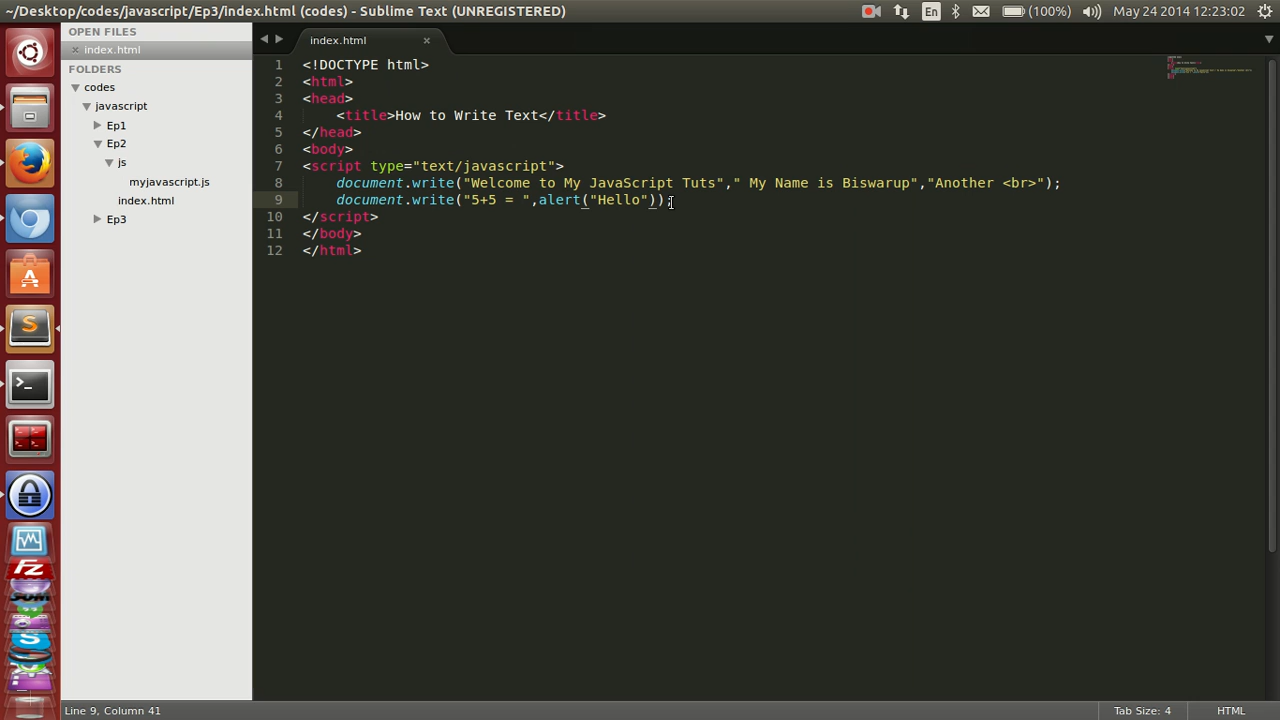 ~/Desktop/codes/javascript/Ep3/index.html (codes) - Sublime Text (UNREGISTERED)
En
(100%)
May 24 2014 12:23:02
OPEN FILES
× index.html
FOLDERS
codes
javascript
Ep1
Ep2
js
myjavascript.js
index.html
Ep3
index.html ×
1 <!DOCTYPE html>
2 <html>
3 <head>
4 <title>How to Write Text</title>
5 </head>
6 <body>
7 <script type="text/javascript">
8 document.write("Welcome to My JavaScript Tuts"," My Name is Biswarup","Another <br>");
9 document.write("5+5 = ",alert("Hello"));
10 </script>
11 </body>
12 </html>
Line 9, Column 41
Tab Size: 4
HTML